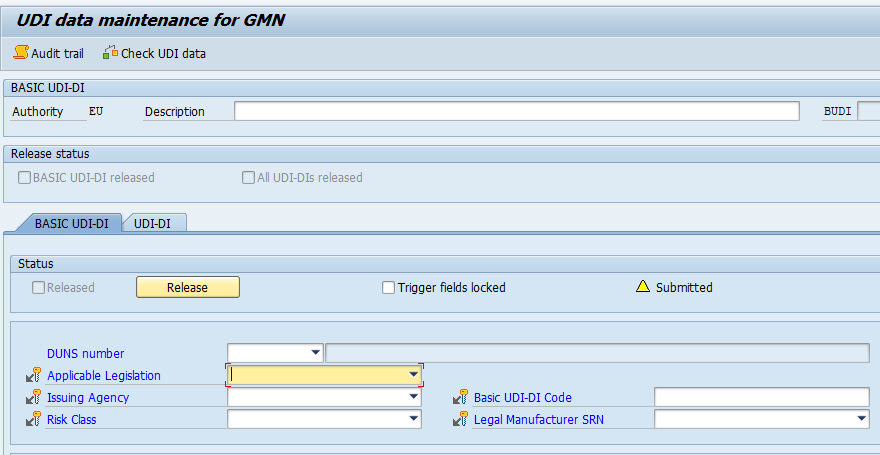 UDI data maintenance for GMN
Audit trail Check UDI data
BASIC UDI-DI
Authority EU Description BUDI
Release status
BASIC UDI-DI released All UDI-DIs released
BASIC UDI-DI UDI-DI
Status
Released Release Trigger fields locked Submitted
DUNS number
Applicable Legislation
Issuing Agency Basic UDI-DI Code
Risk Class Legal Manufacturer SRN